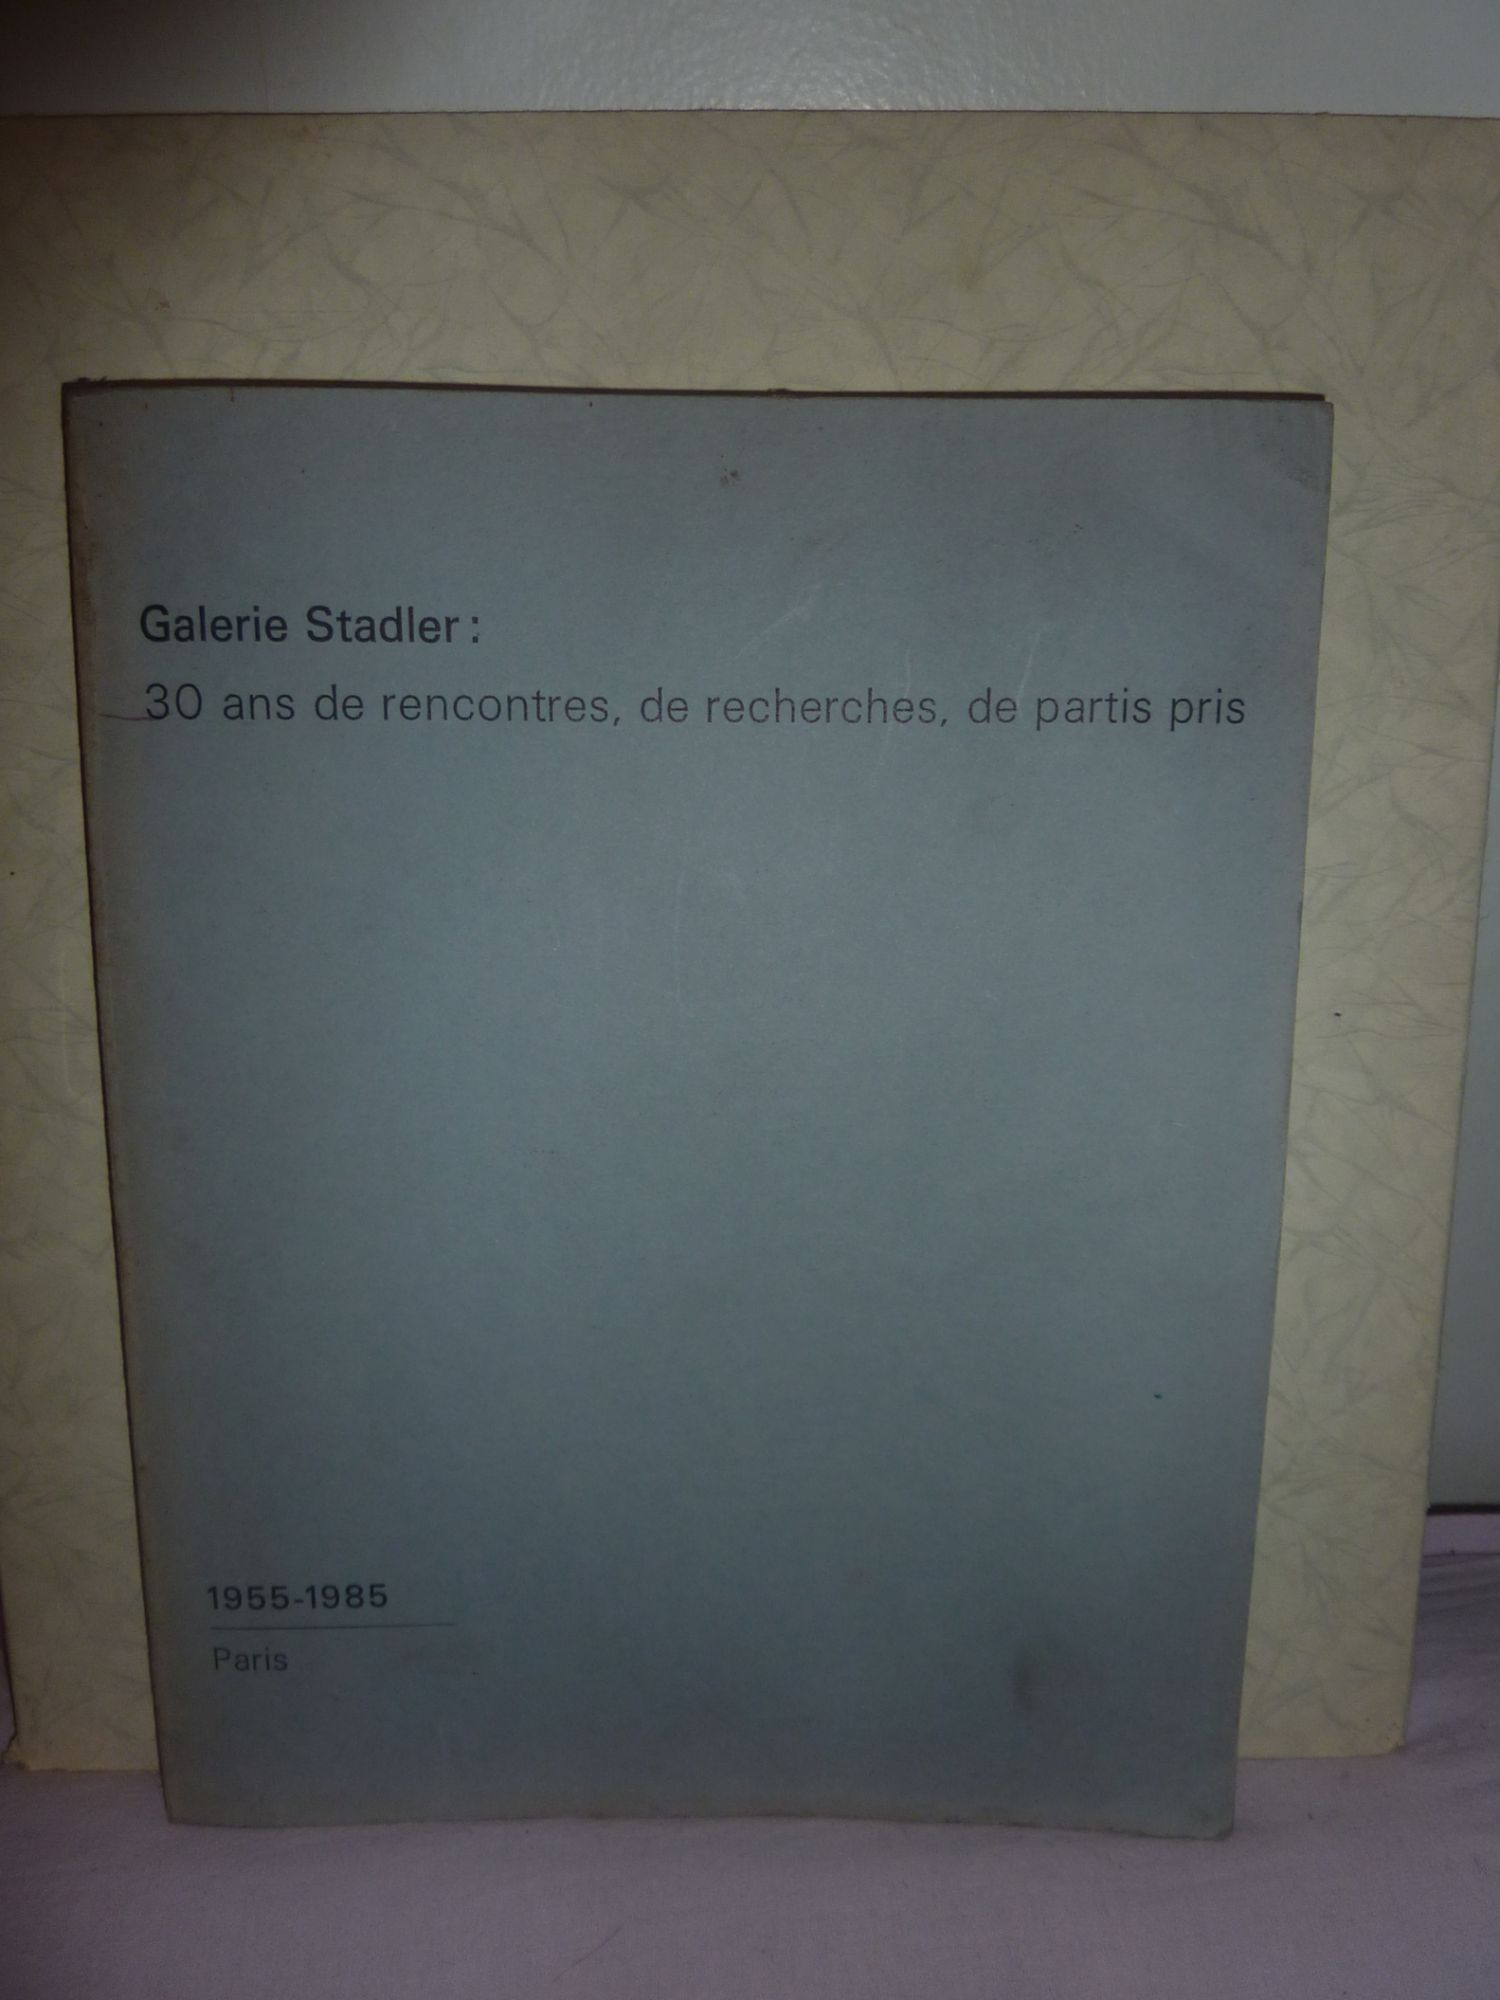 Galerie Stadler:
30 ans de rencontres, de recherches, de partis pris
1955-1985
Paris